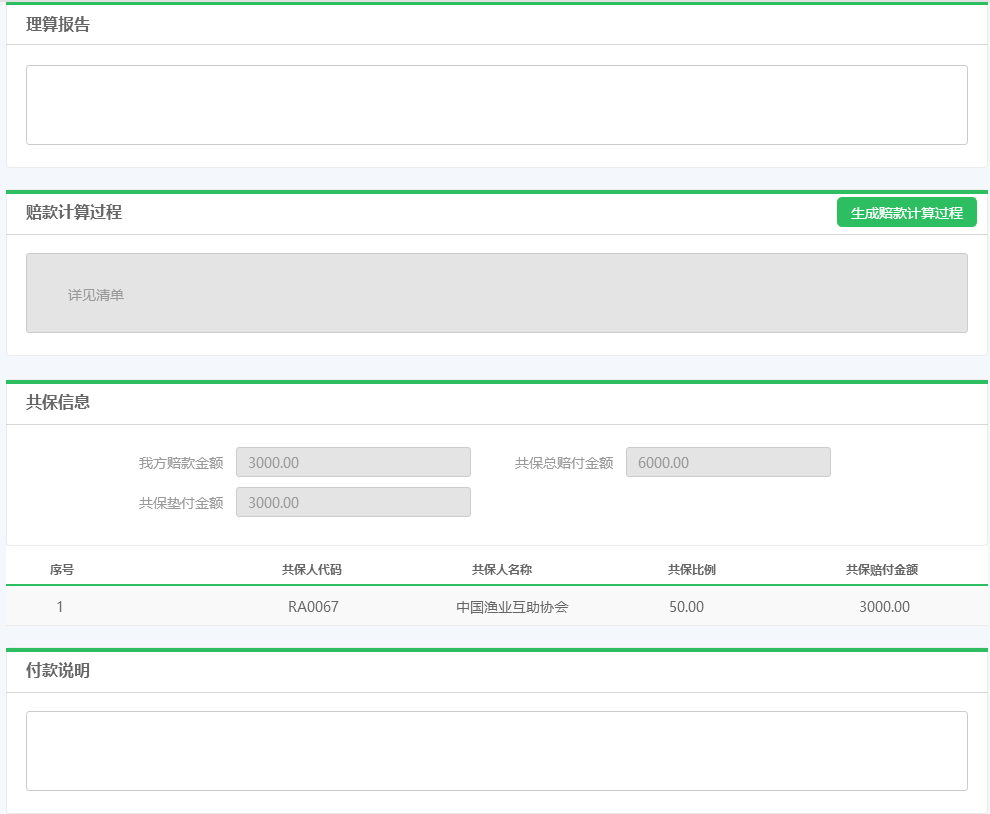 理算报告
赔款计算过程 生成赔款计算过程
详见清单
共保信息
我方赔款金额 3000.00 共保总赔付金额 6000.00
共保垫付金额 3000.00
序号 共保人代码 共保人名称 共保比例 共保赔付金额
1 RA0067 中国渔业互助协会 50.00 3000.00
付款说明